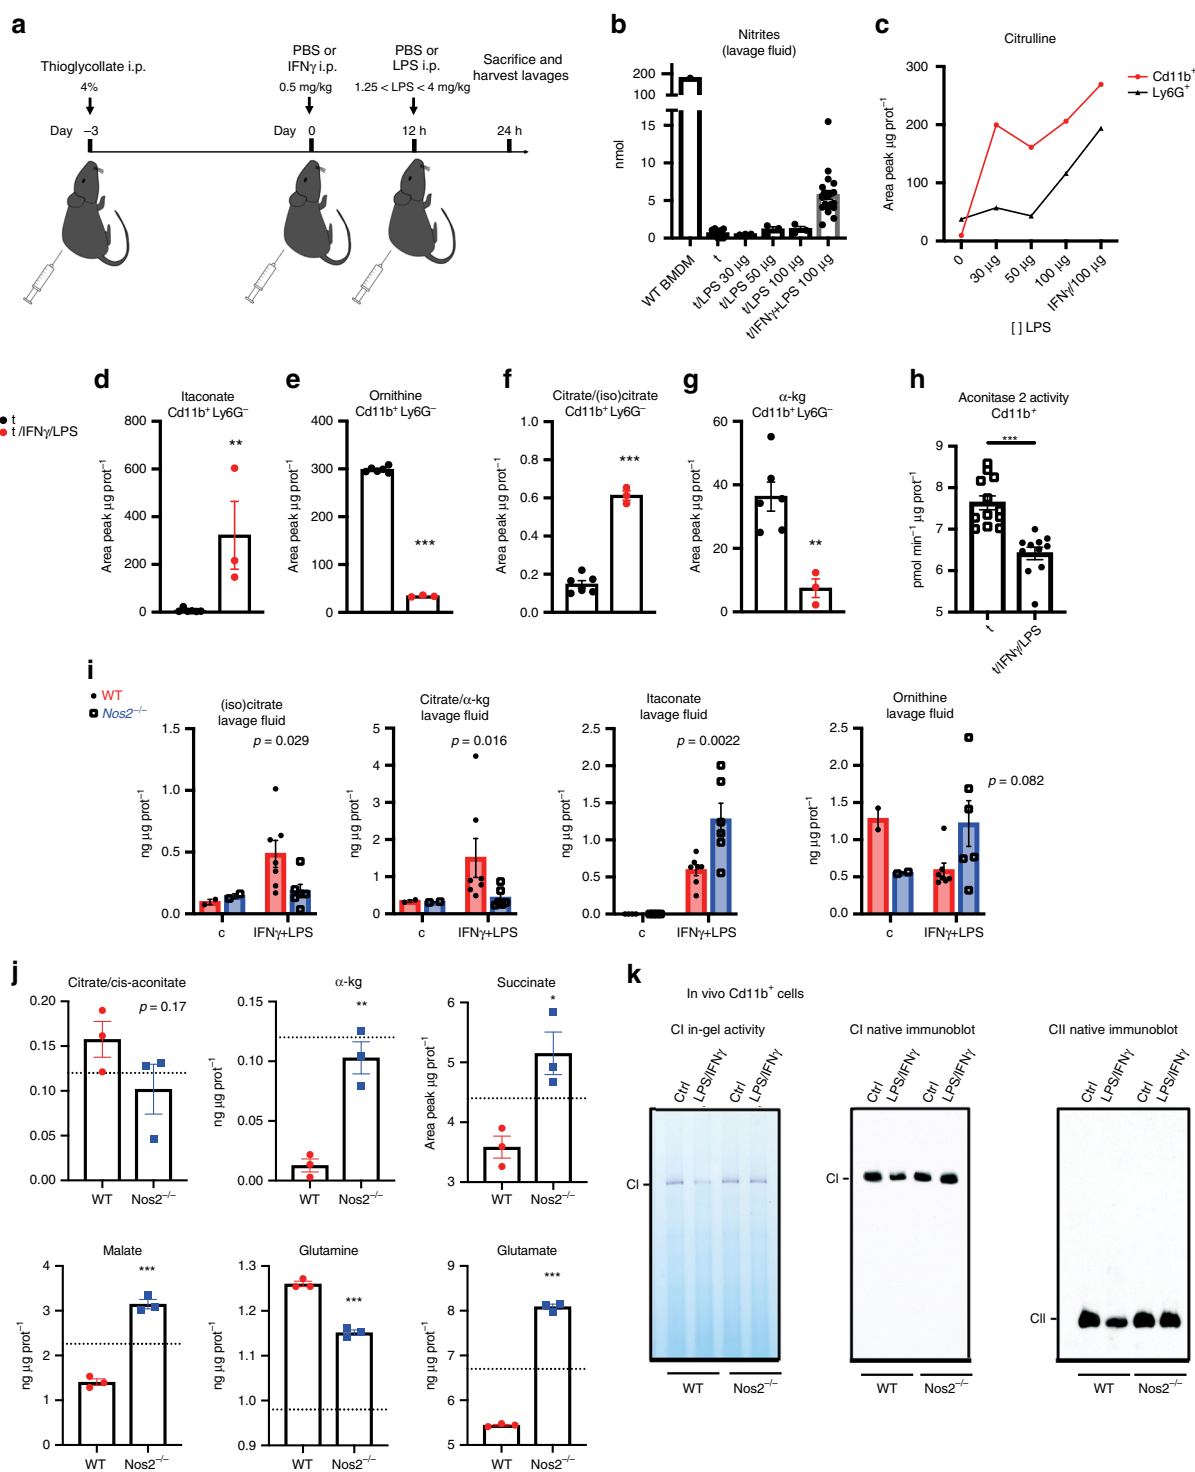 a
Thioglycollate i.p.
4%
PBS or
IFNγ i.p.
0.5 mg/kg
PBS or
LPS i.p.
1.25 < LPS < 4 mg/kg
Sacrifice and
harvest lavages
Day –3
Day 0
12 h
24 h
b
Nitrites
(lavage fluid)
nmol
200
100
15
10
5
0
WT BMDM
t
t/LPS 30 µg
t/LPS 50 µg
t/LPS 100 µg
t/IFNγ+LPS 100 µg
c
Citrulline
Area peak µg prot⁻¹
300
200
100
0
0
30 µg
50 µg
100 µg
IFNγ/100 µg
[ ] LPS
Cd11b⁺
Ly6G⁺
t
t /IFNγ/LPS
d
Itaconate
Cd11b⁺ Ly6G⁻
Area peak µg prot⁻¹
800
600
400
200
0
**
e
Ornithine
Cd11b⁺ Ly6G⁻
Area peak µg prot⁻¹
400
300
200
100
0
***
f
Citrate/(iso)citrate
Cd11b⁺ Ly6G⁻
Area peak µg prot⁻¹
1.0
0.8
0.6
0.4
0.2
0.0
***
g
α-kg
Cd11b⁺ Ly6G⁻
Area peak µg prot⁻¹
60
40
20
0
**
h
Aconitase 2 activity
Cd11b⁺
pmol min⁻¹ µg prot⁻¹
9
8
7
6
5
***
t
t/IFNγ/LPS
i
WT
Nos2⁻/⁻
(iso)citrate
lavage fluid
p = 0.029
ng µg prot⁻¹
1.5
1.0
0.5
0.0
c
IFNγ+LPS
Citrate/α-kg
lavage fluid
p = 0.016
ng µg prot⁻¹
5
4
3
2
1
0
c
IFNγ+LPS
Itaconate
lavage fluid
p = 0.0022
ng µg prot⁻¹
2.5
2.0
1.5
1.0
0.5
0.0
c
IFNγ+LPS
Ornithine
lavage fluid
p = 0.082
ng µg prot⁻¹
2.5
2.0
1.5
1.0
0.5
0.0
c
IFNγ+LPS
j
Citrate/cis-aconitate
p = 0.17
ng µg prot⁻¹
0.20
0.15
0.10
0.05
0.00
WT
Nos2⁻/⁻
α-kg
**
ng µg prot⁻¹
0.15
0.10
0.05
0.00
WT
Nos2⁻/⁻
Succinate
*
Area peak µg prot⁻¹
6
5
4
3
WT
Nos2⁻/⁻
Malate
***
ng µg prot⁻¹
4
3
2
1
0
WT
Nos2⁻/⁻
Glutamine
***
ng µg prot⁻¹
1.3
1.2
1.1
1.0
0.9
WT
Nos2⁻/⁻
Glutamate
***
ng µg prot⁻¹
9
8
7
6
5
WT
Nos2⁻/⁻
k
In vivo Cd11b⁺ cells
CI in-gel activity
Ctrl
LPS/IFNγ
Ctrl
LPS/IFNγ
CI
WT
Nos2⁻/⁻
CI native immunoblot
Ctrl
LPS/IFNγ
Ctrl
LPS/IFNγ
CI
WT
Nos2⁻/⁻
CII native immunoblot
Ctrl
LPS/IFNγ
Ctrl
LPS/IFNγ
CII
WT
Nos2⁻/⁻